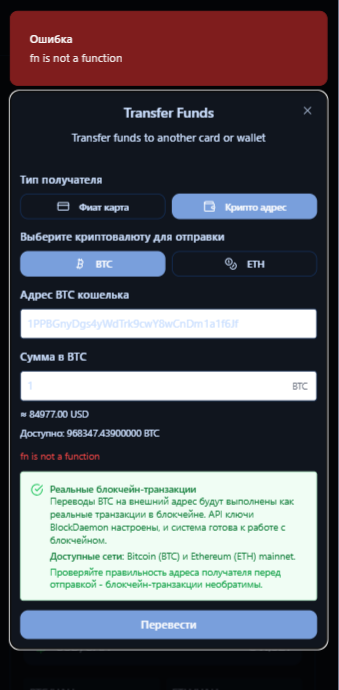 Ошибка
fn is not a function
Transfer Funds
Transfer funds to another card or wallet
Тип получателя
Фиат карта
Крипто адрес
Выберите криптовалюту для отправки
BTC
ETH
Адрес BTC кошелька
1PPBGnyDgs4yWdTrk9cwY8wCnDm1a1f6Jf
Сумма в BTC
1
BTC
≈ 84977.00 USD
Доступно: 968347.43900000 BTC
fn is not a function
Реальные блокчейн-транзакции
Переводы BTC на внешний адрес будут выполнены как
реальные транзакции в блокчейне. API ключи
BlockDaemon настроены, и система готова к работе с
блокчейном.
Доступные сети: Bitcoin (BTC) и Ethereum (ETH) mainnet.
Проверяйте правильность адреса получателя перед
отправкой - блокчейн-транзакции необратимы.
Перевести